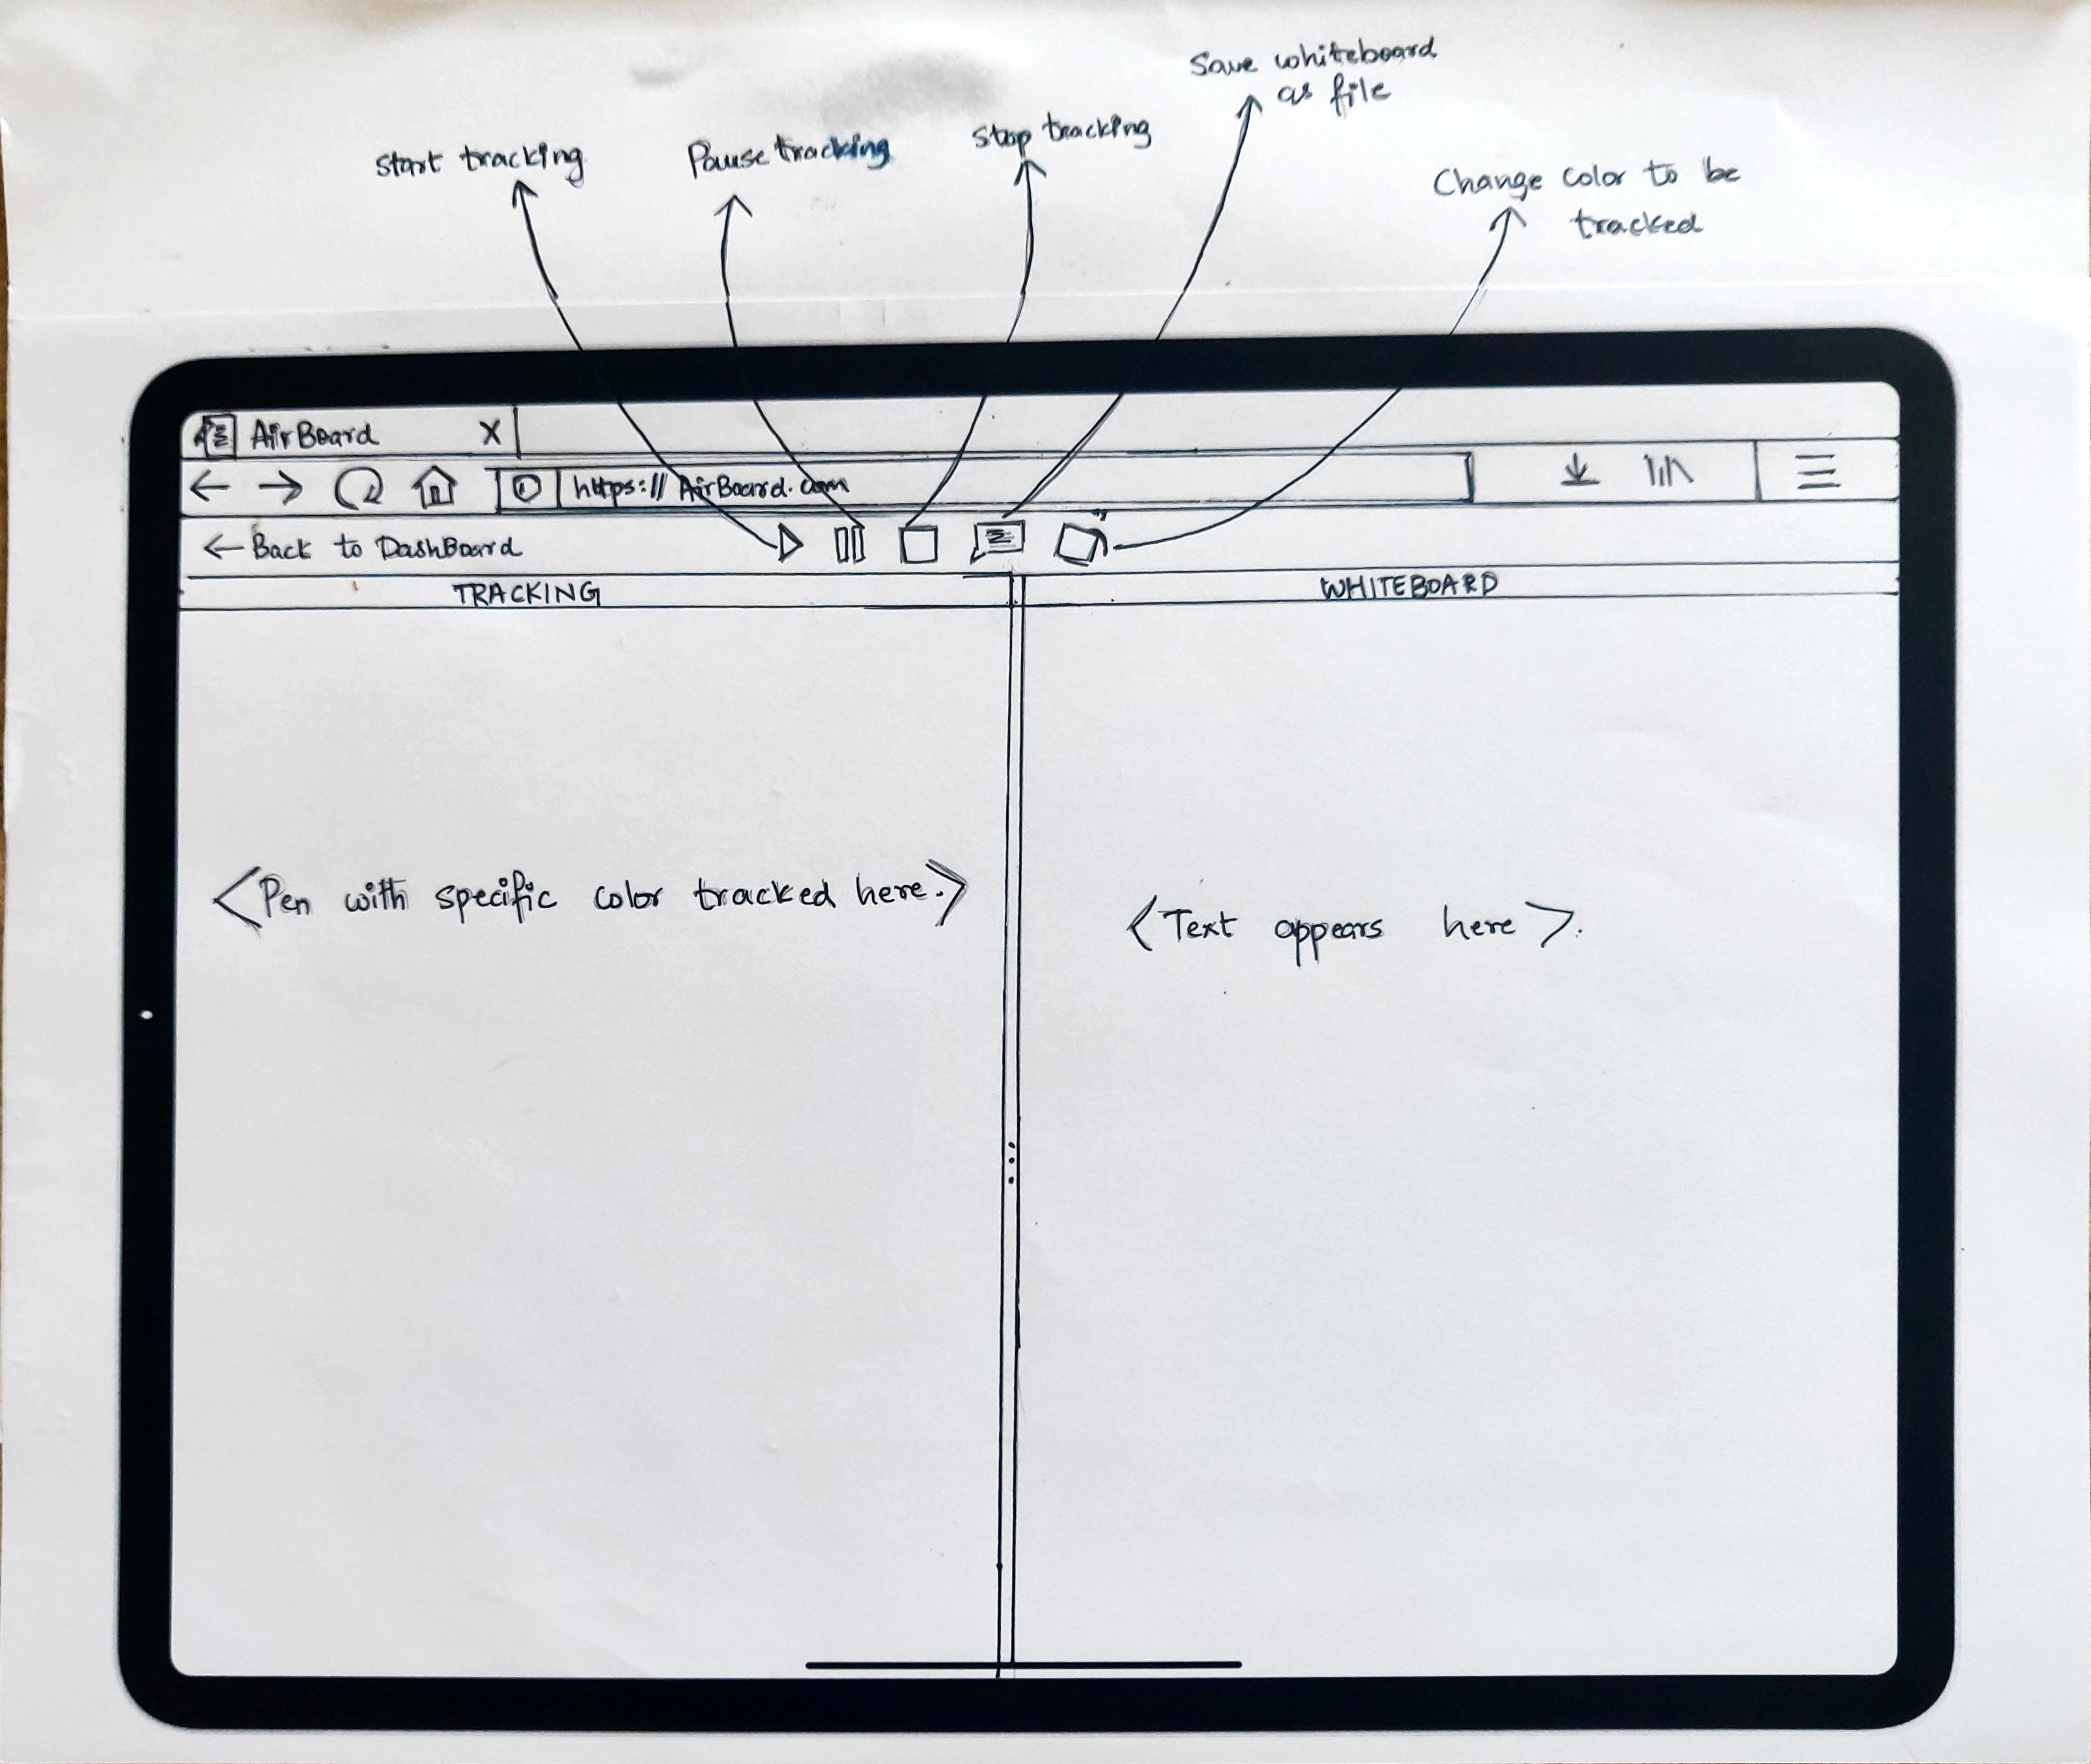 Save whiteboard
as file
Start tracking
Pause tracking
Stop tracking
Change color to be
tracked
AirBoard X
https:// AirBoard.com
Back to DashBoard
TRACKING
WHITEBOARD
<Pen with specific color tracked here.>
<Text appears here>.